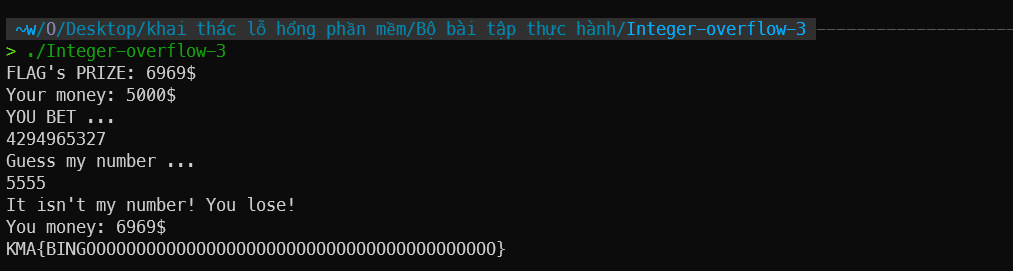 ~w/O/Desktop/khai thác lỗ hổng phần mềm/Bộ bài tập thực hành/Integer-overflow-3
> ./Integer-overflow-3
FLAG's PRIZE: 6969$
Your money: 5000$
YOU BET ...
4294965327
Guess my number ...
5555
It isn't my number! You lose!
You money: 6969$
KMA{BINGOOOOOOOOOOOOOOOOOOOOOOOOOOOOOOOOOOOOOOOOO}